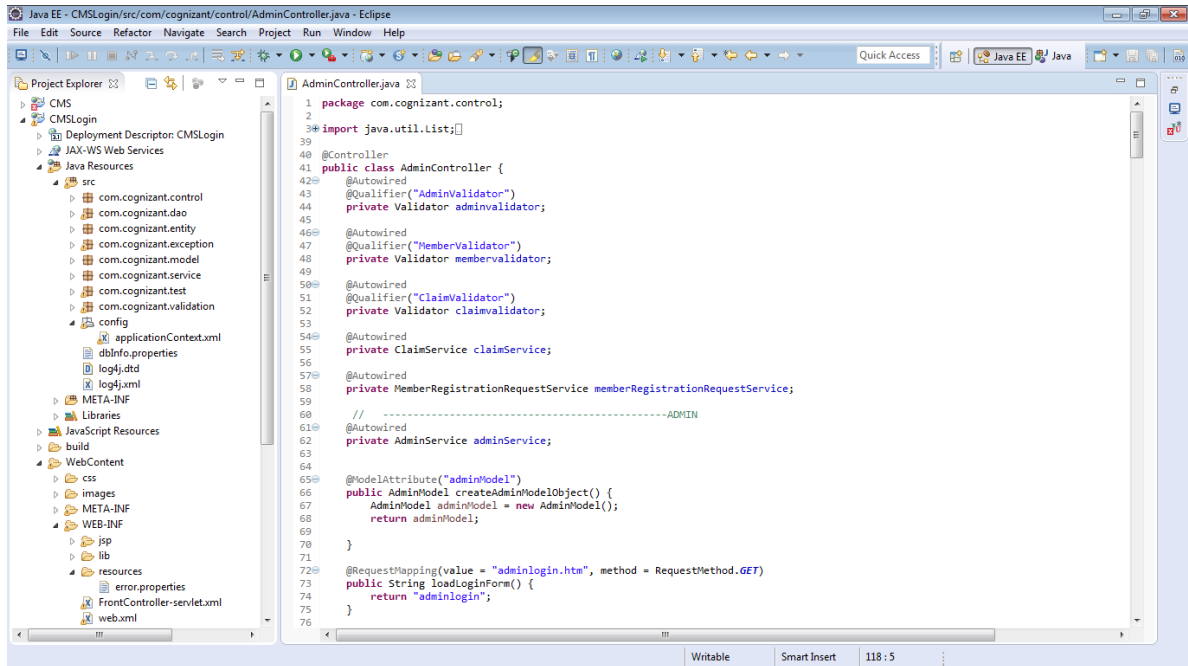 Java EE - CMSLogin/src/com/cognizant/control/AdminController.java - Eclipse
File Edit Source Refactor Navigate Search Project Run Window Help
Quick Access
Java EE
Java
Project Explorer
CMS
CMSLogin
Deployment Descriptor: CMSLogin
JAX-WS Web Services
Java Resources
src
com.cognizant.control
com.cognizant.dao
com.cognizant.entity
com.cognizant.exception
com.cognizant.model
com.cognizant.service
com.cognizant.test
com.cognizant.validation
config
applicationContext.xml
dbInfo.properties
log4j.dtd
log4j.xml
META-INF
Libraries
JavaScript Resources
build
WebContent
css
images
META-INF
WEB-INF
jsp
lib
resources
error.properties
FrontController-servlet.xml
web.xml
AdminController.java
1 package com.cognizant.control;
2
3 import java.util.List;
39
40 @Controller
41 public class AdminController {
42 @Autowired
43 @Qualifier("AdminValidator")
44 private Validator adminvalidator;
45
46 @Autowired
47 @Qualifier("MemberValidator")
48 private Validator membervalidator;
49
50 @Autowired
51 @Qualifier("ClaimValidator")
52 private Validator claimvalidator;
53
54 @Autowired
55 private ClaimService claimService;
56
57 @Autowired
58 private MemberRegistrationRequestService memberRegistrationRequestService;
59
60 // -----------------------------------------------ADMIN
61 @Autowired
62 private AdminService adminService;
63
64
65 @ModelAttribute("adminModel")
66 public AdminModel createAdminModelObject() {
67 AdminModel adminModel = new AdminModel();
68 return adminModel;
69
70 }
71
72 @RequestMapping(value = "adminlogin.htm", method = RequestMethod.GET)
73 public String loadLoginForm() {
74 return "adminlogin";
75 }
76
Writable
Smart Insert
118 : 5